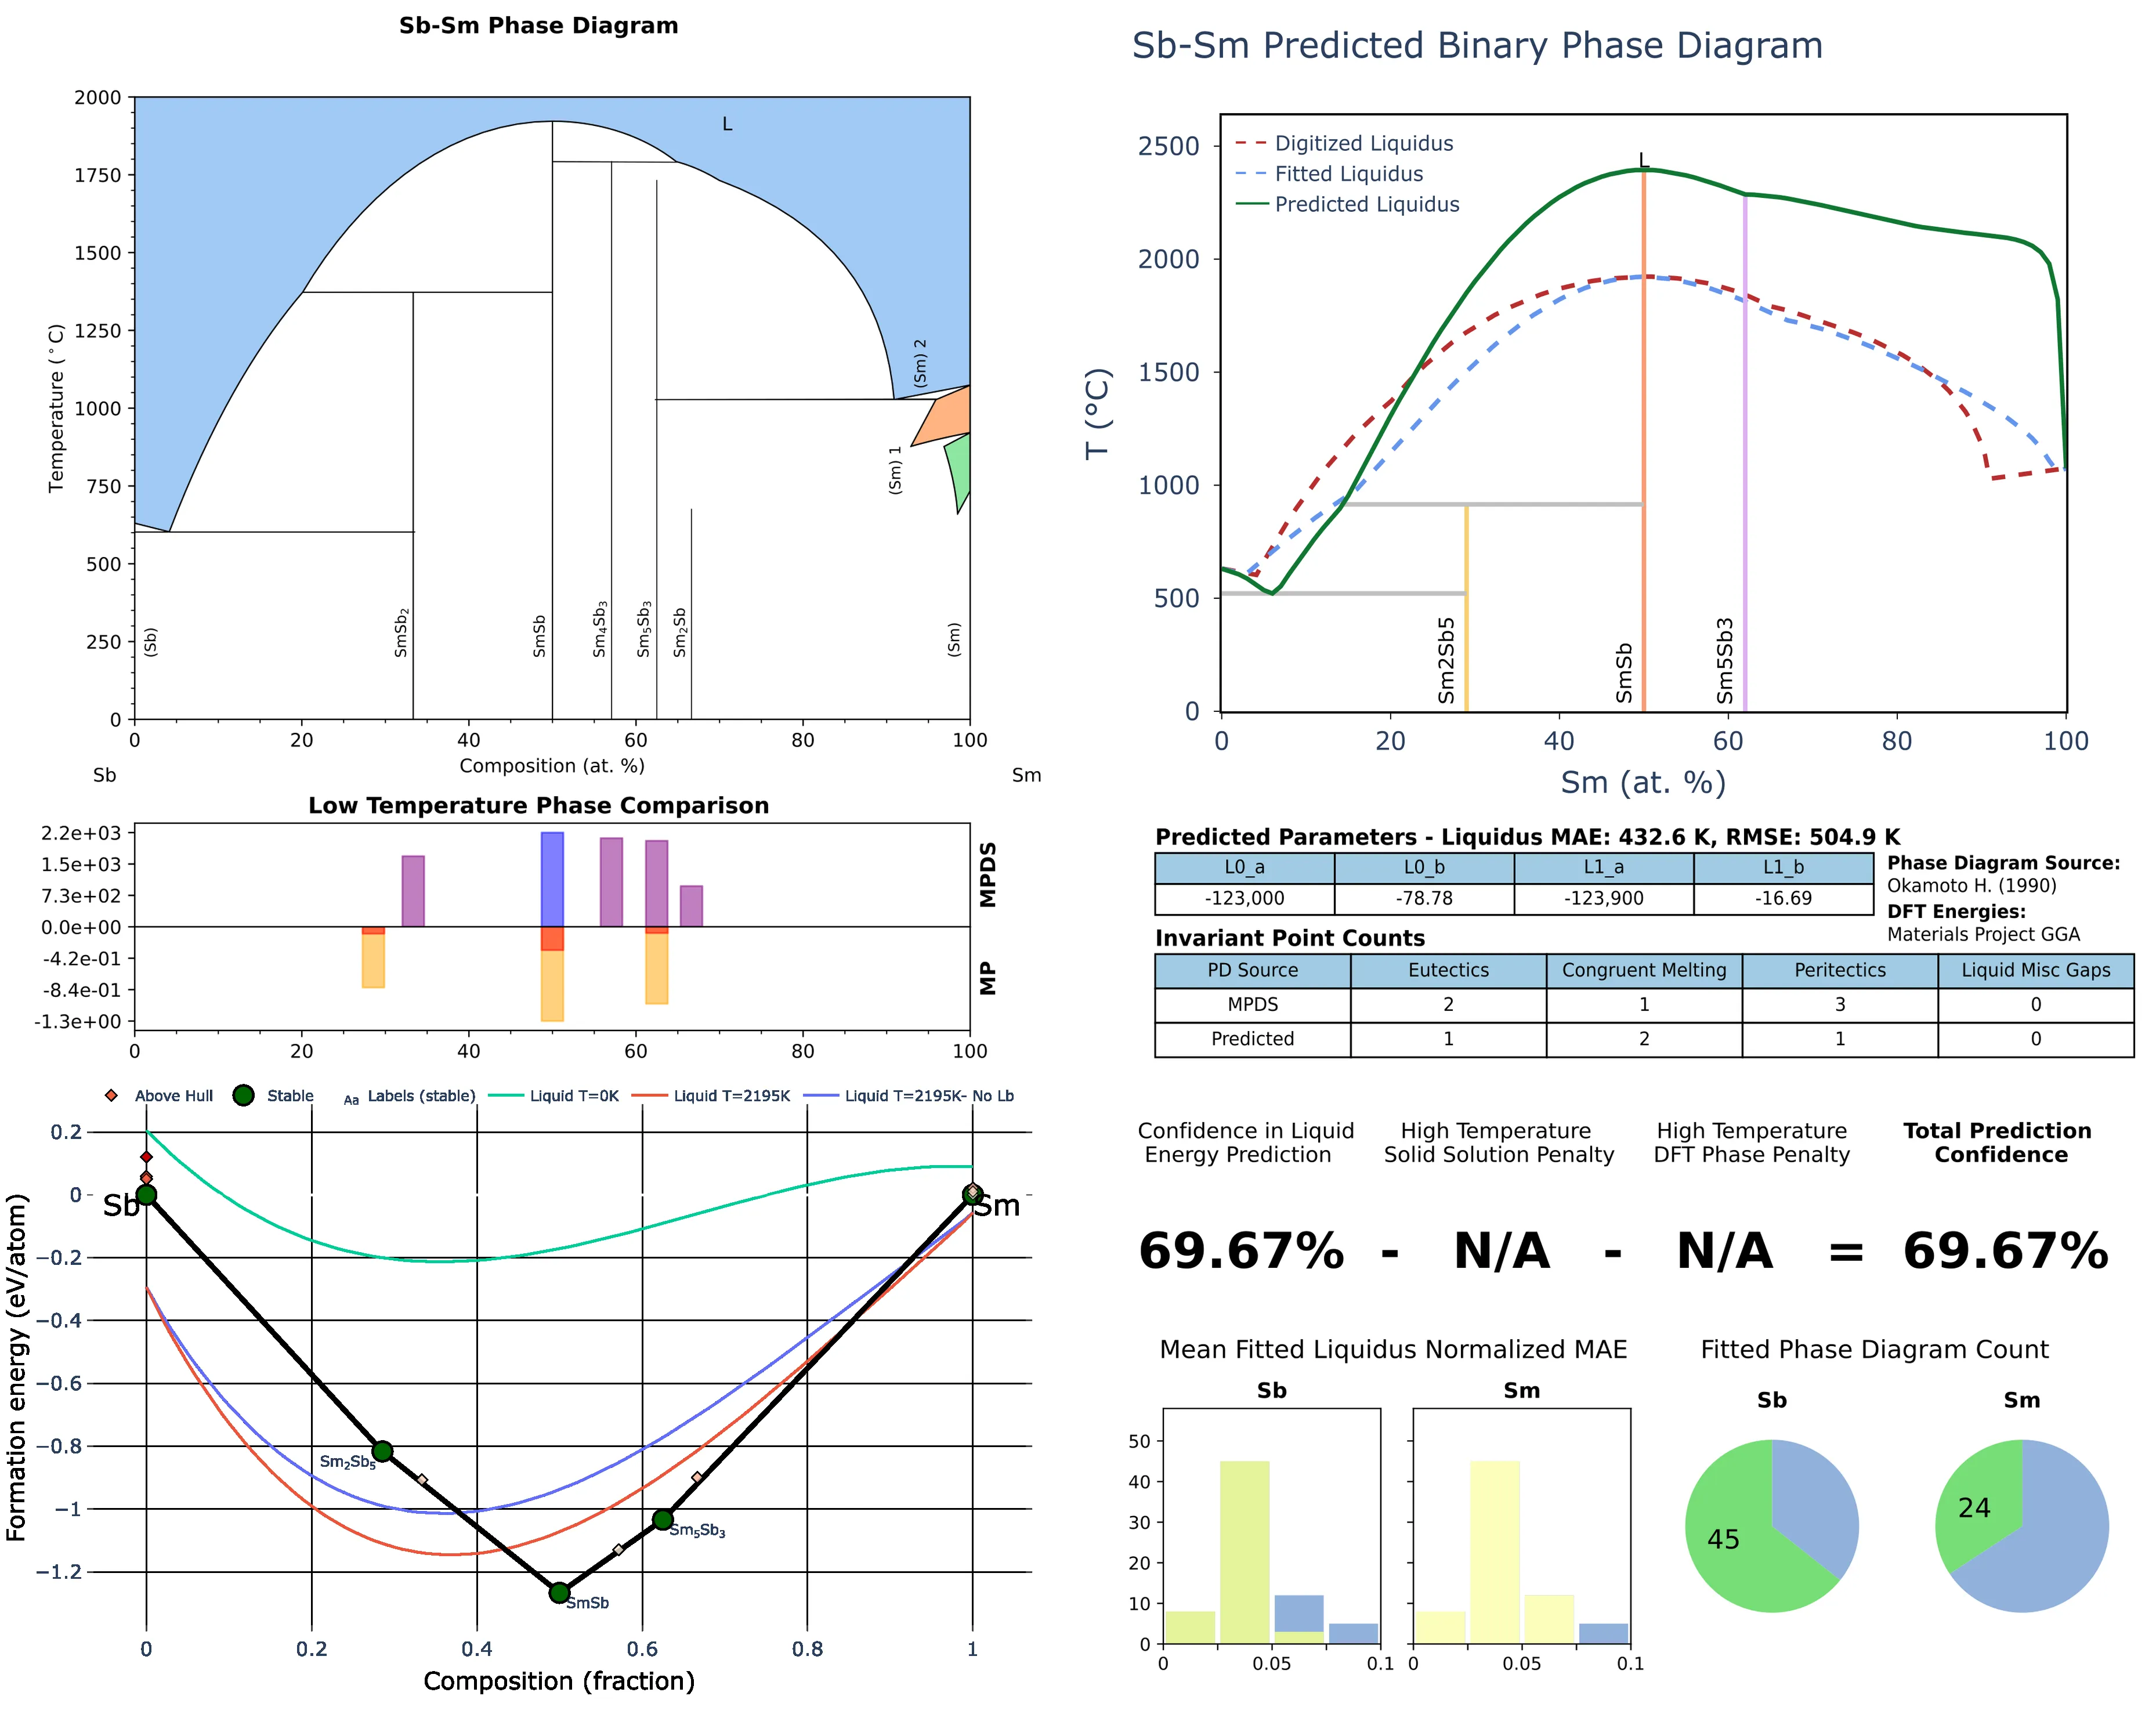 Sb-Sm Phase Diagram
2000
1750
1500
1250
1000
750
500
250
0
Temperature (°C)
L
(Sm) 2
(Sm) 1
(Sb)
SmSb₂
SmSb
Sm₄Sb₃
Sm₅Sb₃
Sm₂Sb
(Sm)
0 20 40 60 80 100
Composition (at. %)
Sb Sm
Sb-Sm Predicted Binary Phase Diagram
2500
2000
1500
1000
500
0
T (°C)
Digitized Liquidus
Fitted Liquidus
Predicted Liquidus
L
Sm2Sb5
SmSb
Sm5Sb3
0 20 40 60 80 100
Sm (at. %)
Low Temperature Phase Comparison
2.2e+03
1.5e+03
7.3e+02
0.0e+00
-4.2e-01
-8.4e-01
-1.3e+00
MPDS
MP
0 20 40 60 80 100
Predicted Parameters - Liquidus MAE: 432.6 K, RMSE: 504.9 K
L0_a L0_b L1_a L1_b
-123,000 -78.78 -123,900 -16.69
Phase Diagram Source:
Okamoto H. (1990)
DFT Energies:
Materials Project GGA
Invariant Point Counts
PD Source Eutectics Congruent Melting Peritectics Liquid Misc Gaps
MPDS 2 1 3 0
Predicted 1 2 1 0
Above Hull Stable Aa Labels (stable) Liquid T=0K Liquid T=2195K Liquid T=2195K- No Lb
0.2
0
−0.2
−0.4
−0.6
−0.8
−1
−1.2
Formation energy (eV/atom)
Sb
Sm
Sm₂Sb₅
Sm₅Sb₃
SmSb
0 0.2 0.4 0.6 0.8 1
Composition (fraction)
Confidence in Liquid
Energy Prediction
High Temperature
Solid Solution Penalty
High Temperature
DFT Phase Penalty
Total Prediction
Confidence
69.67% - N/A - N/A = 69.67%
Mean Fitted Liquidus Normalized MAE
Sb
Sm
50
40
30
20
10
0
0 0.05 0.1
0 0.05 0.1
Fitted Phase Diagram Count
Sb
Sm
45
24